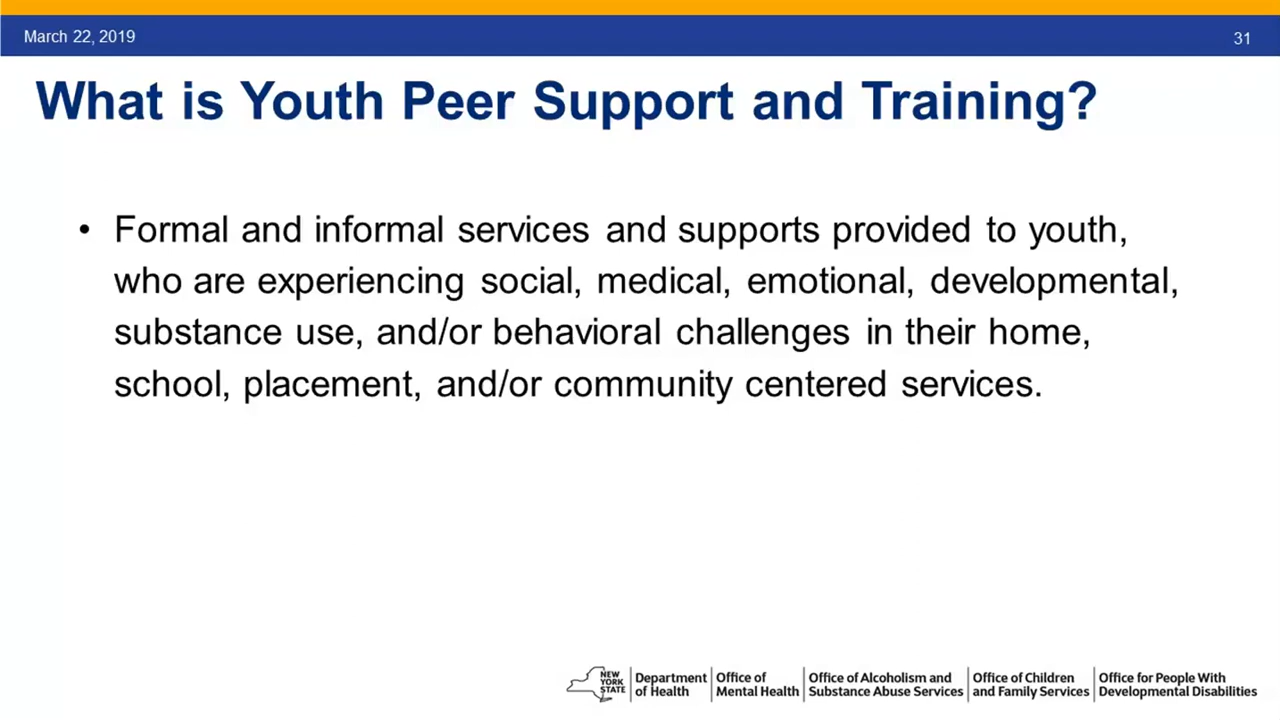 March 22, 2019
31
What is Youth Peer Support and Training?
• Formal and informal services and supports provided to youth,
who are experiencing social, medical, emotional, developmental,
substance use, and/or behavioral challenges in their home,
school, placement, and/or community centered services.
NEW
YORK
STATE
Department
of Health
Office of
Mental Health
Office of Alcoholism and
Substance Abuse Services
Office of Children
and Family Services
Office for People With
Developmental Disabilities